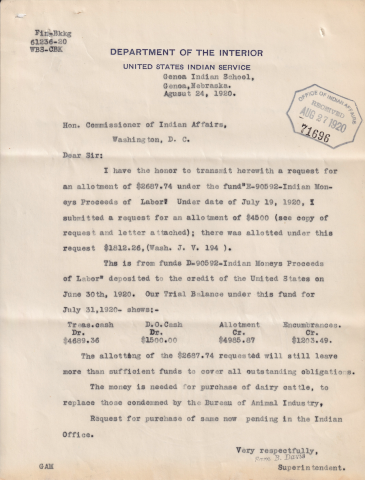 Fin-Bkkg
61236-20
WBS-CBK
DEPARTMENT OF THE INTERIOR
UNITED STATES INDIAN SERVICE
Genoa Indian School,
Genoa, Nebraska.
Agusut 24, 1920.
OFFICE OF INDIAN AFFAIRS
RECEIVED
AUG 27 1920
71696
Hon. Commissioner of Indian Affairs,
Washington, D. C.
Dear Sir:
I have the honor to transmit herewith a request for
an allotment of $2687.74 under the fund"B-90592-Indian Mon-
eys Proceeds of Labor" Under date of July 19, 1920, I
submitted a request for an allotment of $4500 (see copy of
request and letter attached); there was allotted under this
request $1812.26,(Wash. J. V. 194 ).
Ths is from funds D-90592-Indian Moneys Proceeds
of Labor" deposited to the credit of the United States on
June 30th, 1920. Our Trial Balance under this fund for
July 31,1920- shows:-
Treas.cash D.O.Cash Allotment Encumbrances.
Dr. Dr. Cr. Cr.
$4689.36 $1500.00 $4985.87 $1203.49.
The allotting of the $2687.74 requested will still leave
more than sufficient funds to cover all outstanding obligations.
The money is needed for purchase of dairy cattle, to
replace those condemned by the Bureau of Animal Industry.
Request for purchase of same now pending in the Indian
Office.
Very respectfully,
B. Davis
GAM Superintendent.